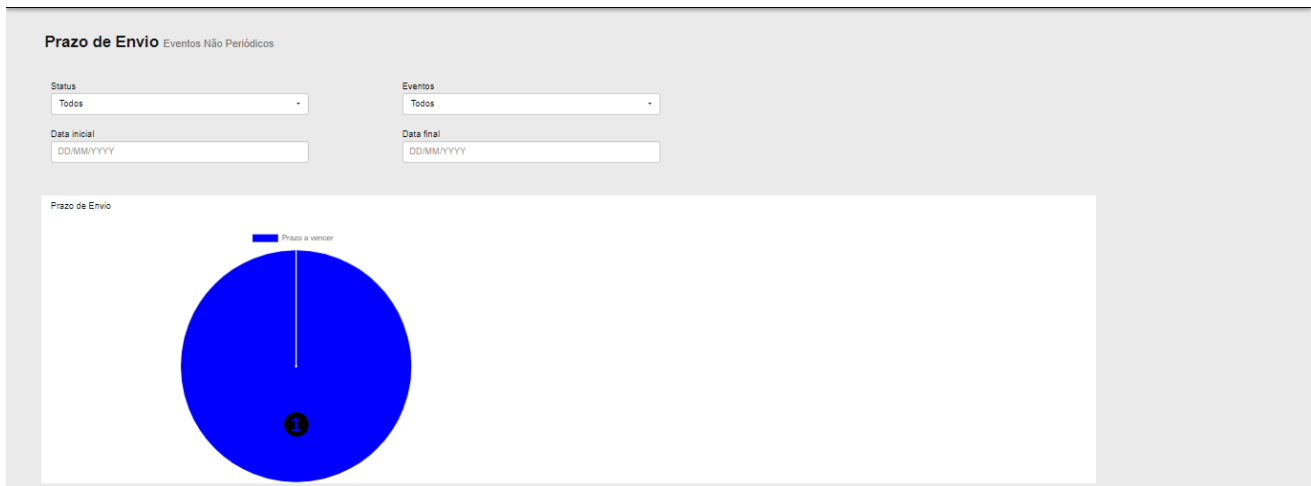 Prazo de Envio Eventos Não Periódicos
Status Eventos
Todos Todos
Data inicial Data final
DD/MM/YYYY DD/MM/YYYY
Prazo de Envio
Prazo a vencer
1